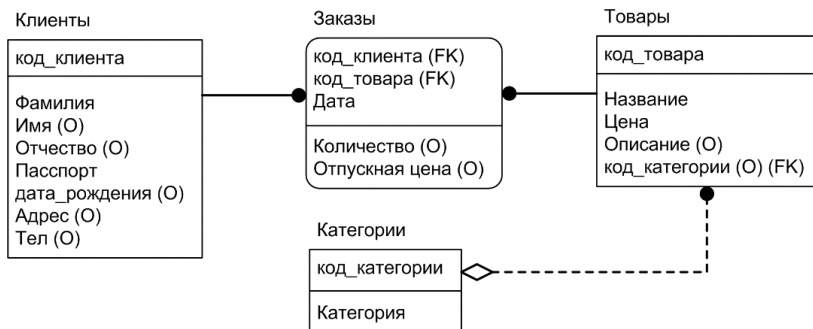 Клиенты
код_клиента
Фамилия
Имя (O)
Отчество (O)
Пасспорт
дата_рождения (O)
Адрес (O)
Тел (O)
Заказы
код_клиента (FK)
код_товара (FK)
Дата
Количество (O)
Отпускная цена (O)
Товары
код_товара
Название
Цена
Описание (O)
код_категории (O) (FK)
Категории
код_категории
Категория